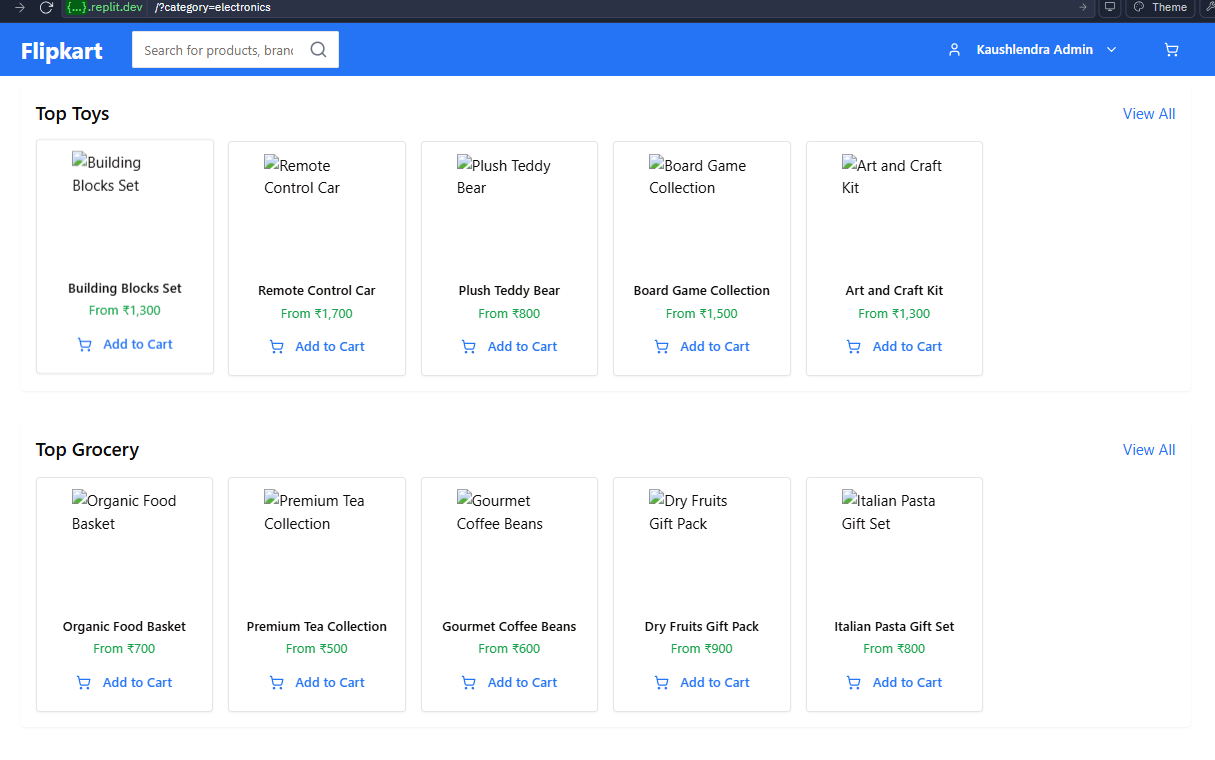 {...}.replit.dev /?category=electronics Theme
Flipkart Search for products, bran Kaushlendra Admin
Top Toys View All
Building Blocks Set
Remote Control Car
Plush Teddy Bear
Board Game Collection
Art and Craft Kit
Building Blocks Set Remote Control Car Plush Teddy Bear Board Game Collection Art and Craft Kit
From ₹1,300 From ₹1,700 From ₹800 From ₹1,500 From ₹1,300
Add to Cart Add to Cart Add to Cart Add to Cart Add to Cart
Top Grocery View All
Organic Food Basket
Premium Tea Collection
Gourmet Coffee Beans
Dry Fruits Gift Pack
Italian Pasta Gift Set
Organic Food Basket Premium Tea Collection Gourmet Coffee Beans Dry Fruits Gift Pack Italian Pasta Gift Set
From ₹700 From ₹500 From ₹600 From ₹900 From ₹800
Add to Cart Add to Cart Add to Cart Add to Cart Add to Cart